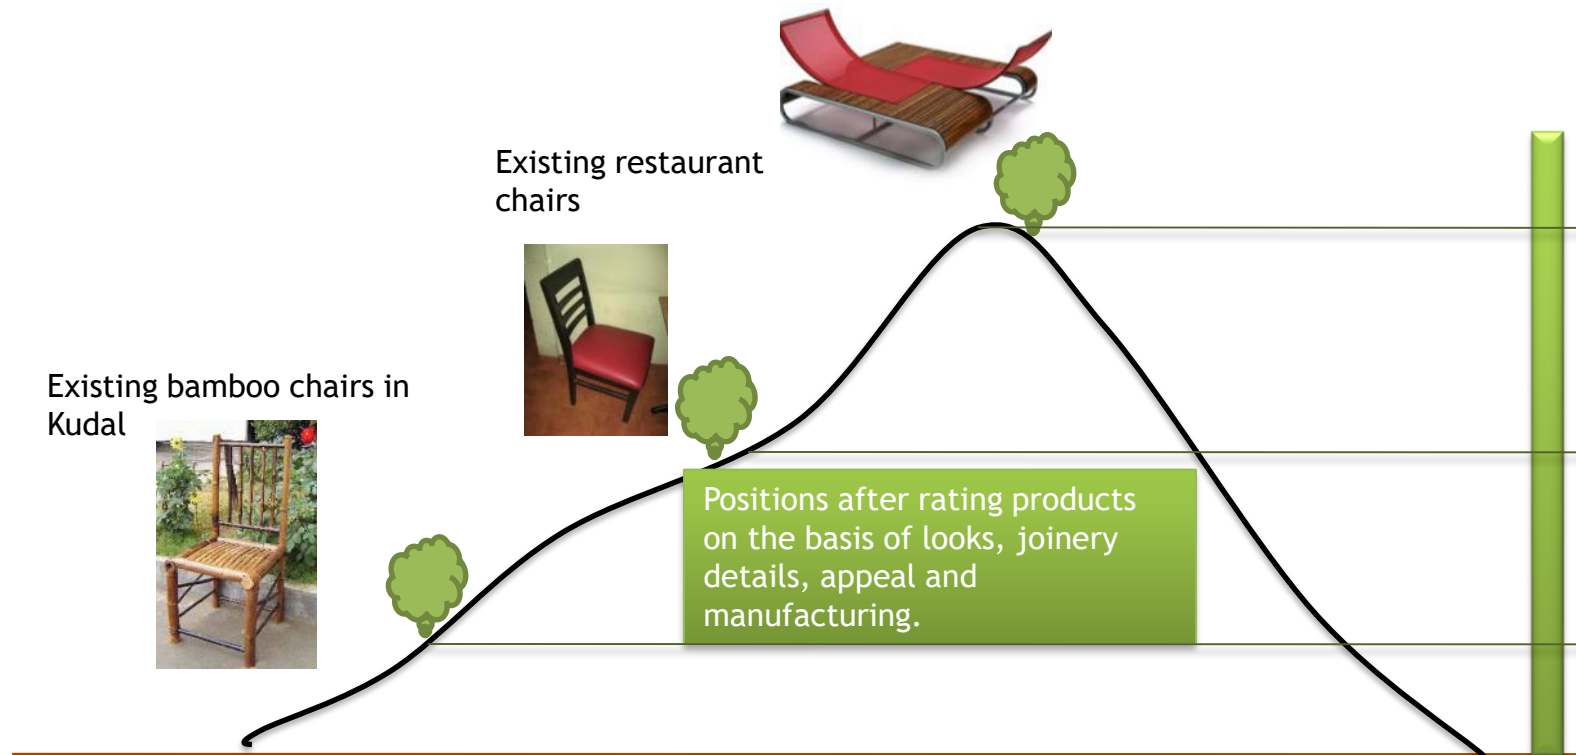 Existing restaurant
chairs
Existing bamboo chairs in
Kudal
Positions after rating products
on the basis of looks, joinery
details, appeal and
manufacturing.